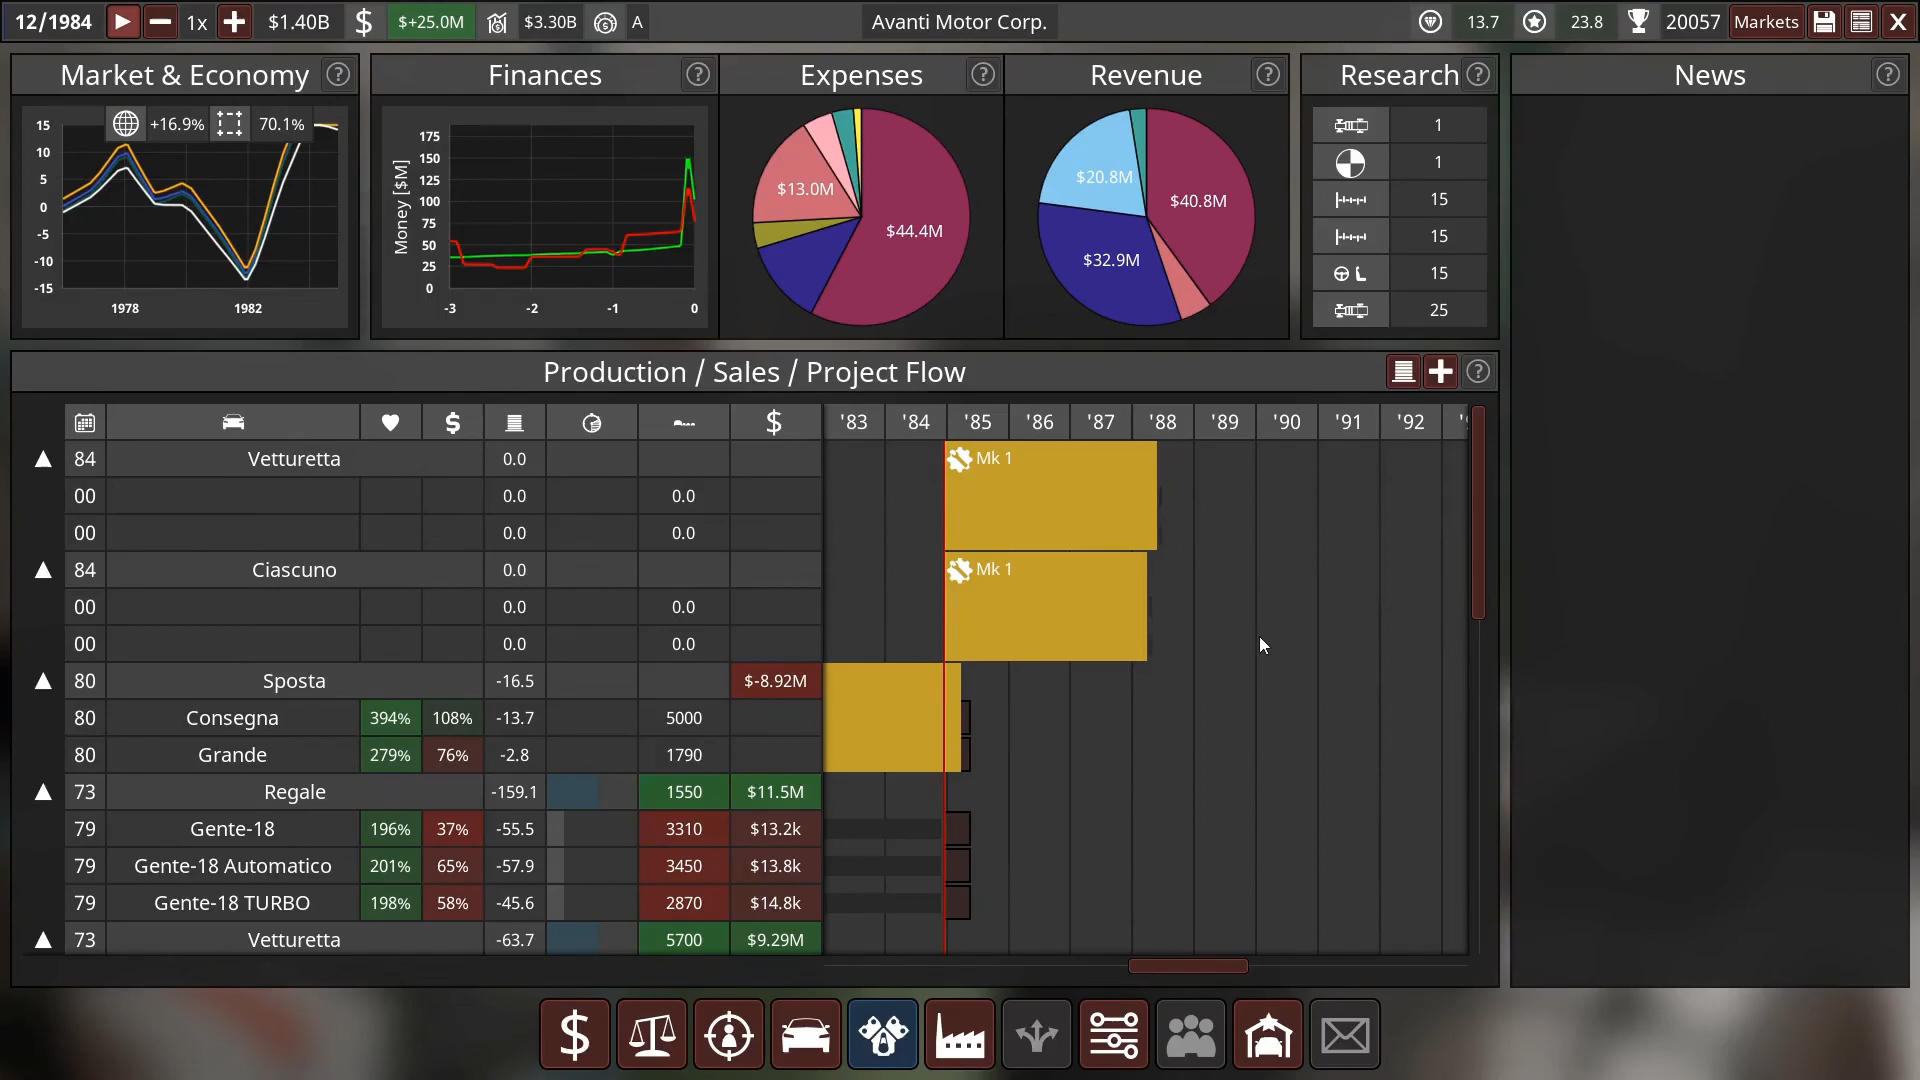 12/1984 1x $1.40B $ $+25.0M $3.30B A Avanti Motor Corp. 13.7 23.8 20057 Markets X
Market & Economy ?
+16.9% 70.1%
15
10
5
0
-5
-10
-15
1978 1982
Finances ?
Money [$M]
175
150
125
100
75
50
25
0
-3 -2 -1 0
Expenses ?
$13.0M
$44.4M
Revenue ?
$20.8M
$40.8M
$32.9M
Research ?
1
1
15
15
15
25
News ?
Production / Sales / Project Flow ?
$ $ '83 '84 '85 '86 '87 '88 '89 '90 '91 '92
84 Vetturetta 0.0 Mk 1
00 0.0 0.0
00 0.0 0.0
84 Ciascuno 0.0 Mk 1
00 0.0 0.0
00 0.0 0.0
80 Sposta -16.5 $-8.92M
80 Consegna 394% 108% -13.7 5000
80 Grande 279% 76% -2.8 1790
73 Regale -159.1 1550 $11.5M
79 Gente-18 196% 37% -55.5 3310 $13.2k
79 Gente-18 Automatico 201% 65% -57.9 3450 $13.8k
79 Gente-18 TURBO 198% 58% -45.6 2870 $14.8k
73 Vetturetta -63.7 5700 $9.29M
$